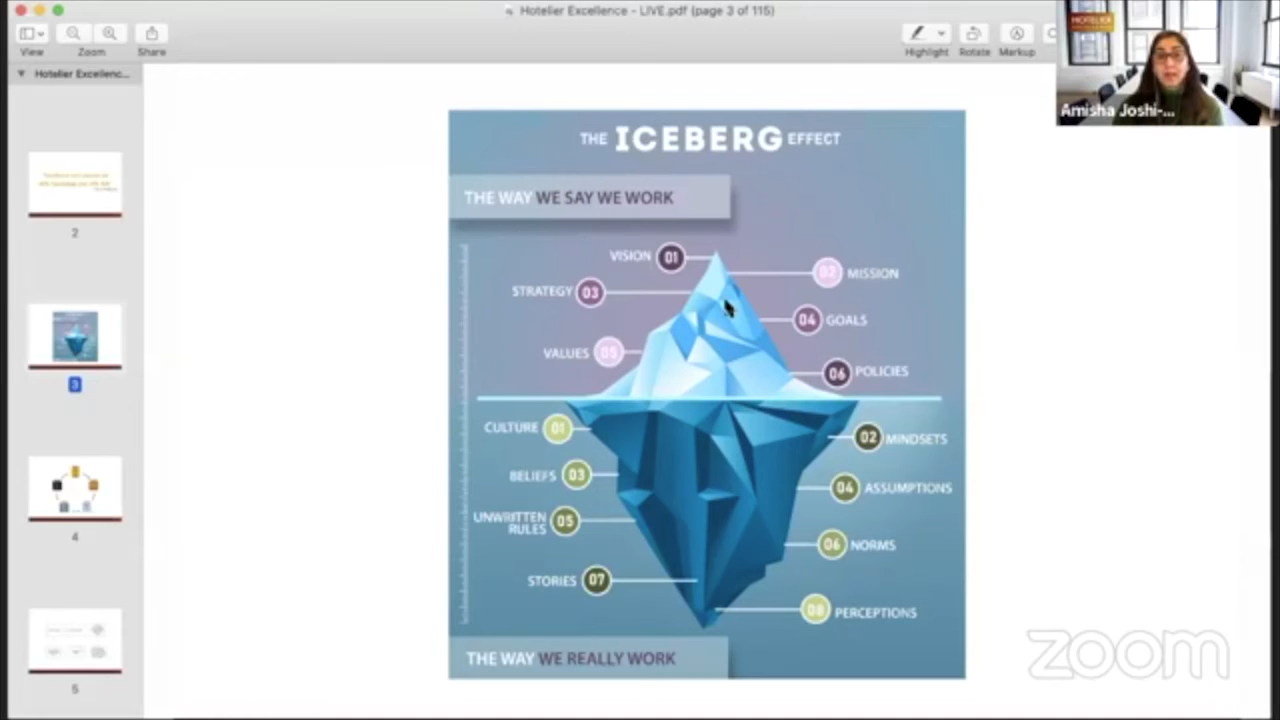 Hotelier Excellence - LIVE.pdf (page 3 of 115)
View
Zoom
Share
Highlight
Rotate
Markup
HOTELIER
Amisha Joshi-...
Hotelier Excellenc...
2
3
4
5
THE ICEBERG EFFECT
THE WAY WE SAY WE WORK
VISION 01
02 MISSION
STRATEGY 03
04 GOALS
VALUES 05
06 POLICIES
CULTURE 01
02 MINDSETS
BELIEFS 03
04 ASSUMPTIONS
UNWRITTEN
RULES 05
06 NORMS
STORIES 07
08 PERCEPTIONS
THE WAY WE REALLY WORK
zoom